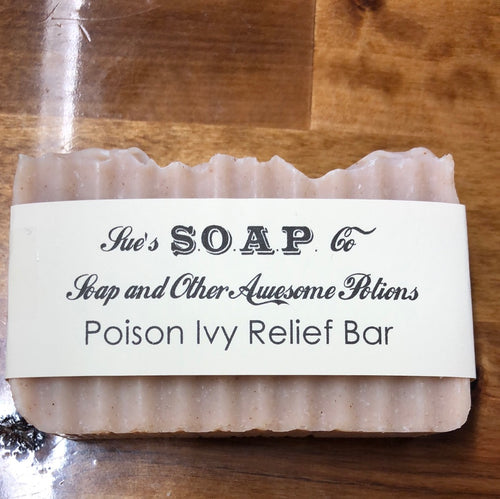 Sue's S.O.A.P. Co
Soap and Other Awesome Potions
Poison Ivy Relief Bar